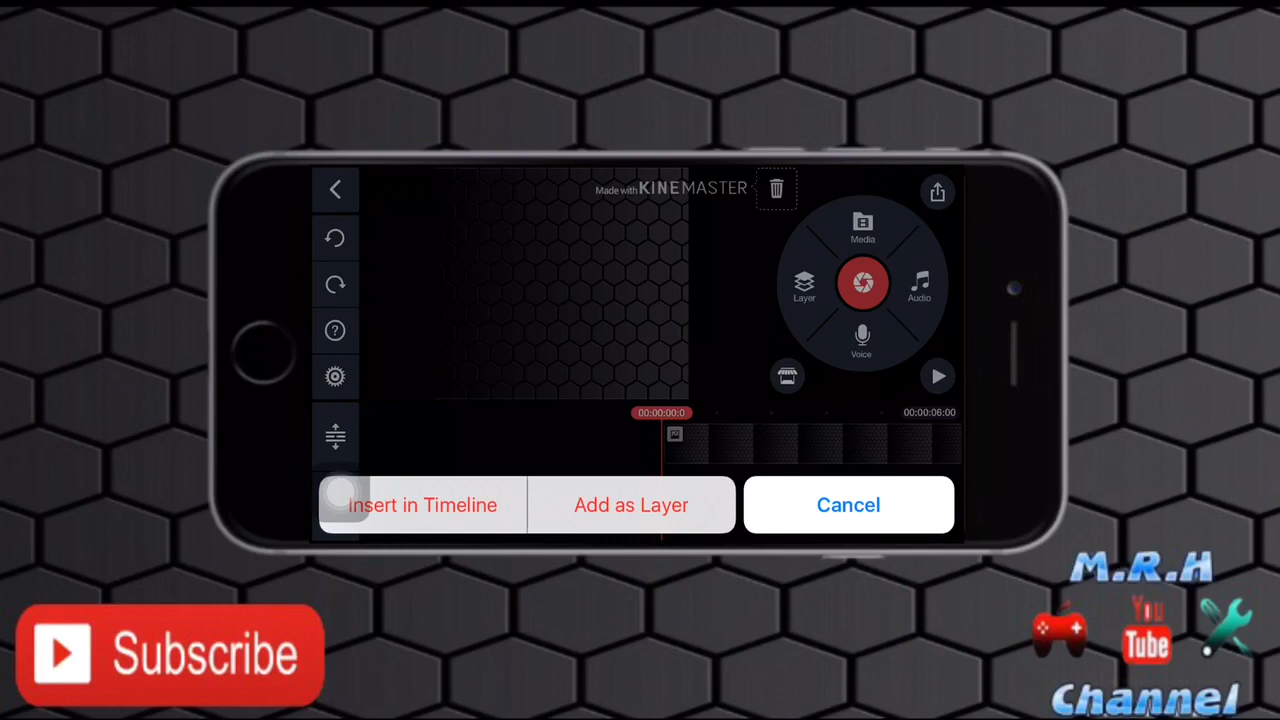 Made with KINEMASTER
Media
Layer
Audio
Voice
00:00:00:0
00:00:06:00
Insert in Timeline
Add as Layer
Cancel
Subscribe
M.R.H
You
Tube
Channel